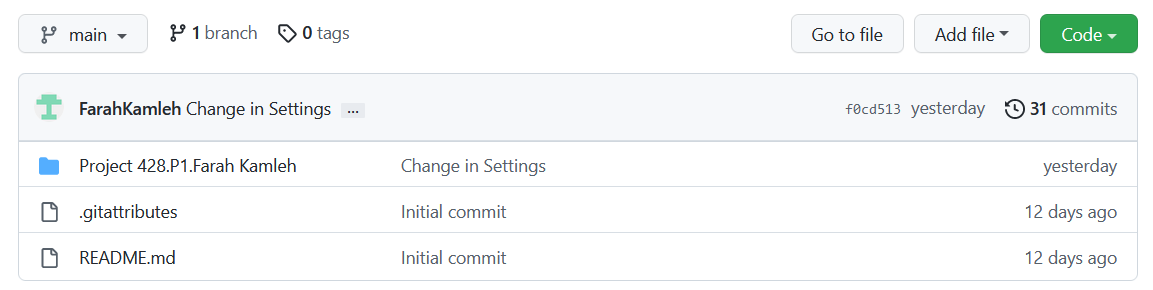 main 1 branch 0 tags Go to file Add file Code
FarahKamleh Change in Settings ... f0cd513 yesterday 31 commits
Project 428.P1.Farah Kamleh Change in Settings yesterday
.gitattributes Initial commit 12 days ago
README.md Initial commit 12 days ago